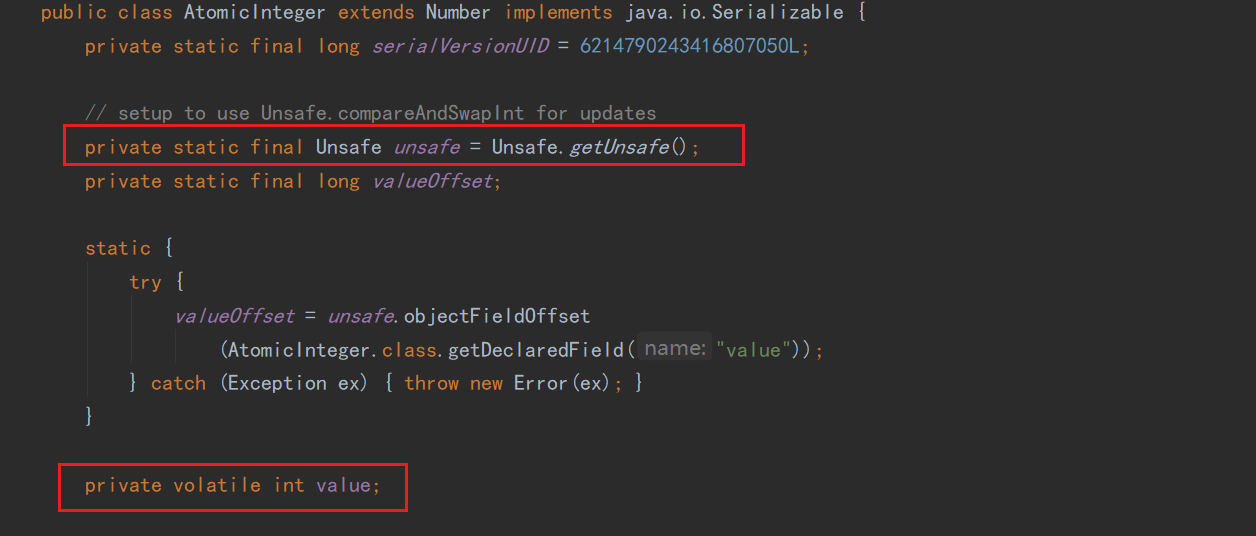 public class AtomicInteger extends Number implements java.io.Serializable {
private static final long serialVersionUID = 6214790243416807050L;
// setup to use Unsafe.compareAndSwapInt for updates
private static final Unsafe unsafe = Unsafe.getUnsafe();
private static final long valueOffset;
static {
try {
valueOffset = unsafe.objectFieldOffset
(AtomicInteger.class.getDeclaredField( name: "value"));
} catch (Exception ex) { throw new Error(ex); }
}
private volatile int value;